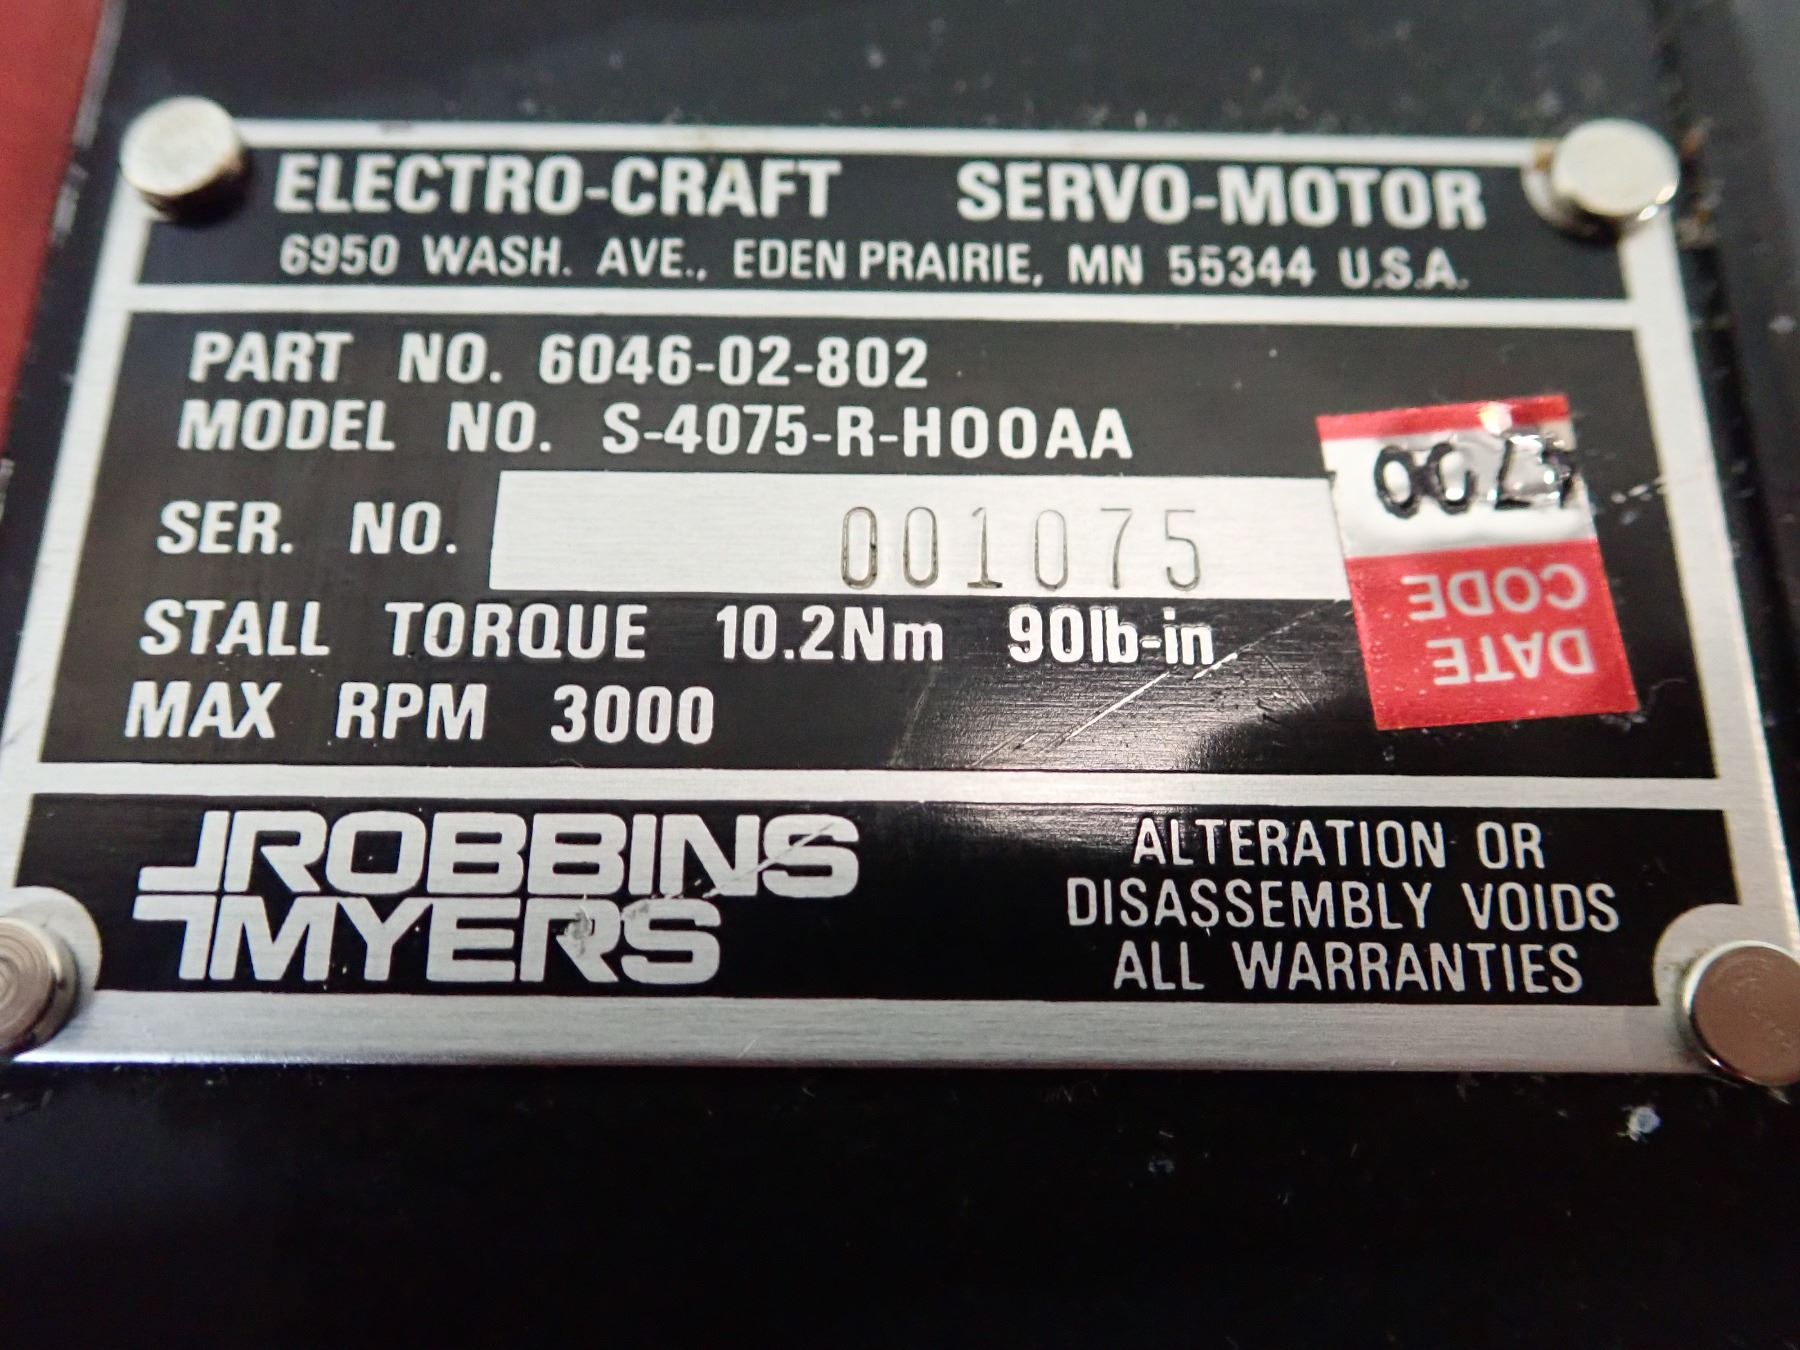 ELECTRO-CRAFT SERVO-MOTOR
6950 WASH. AVE., EDEN PRAIRIE, MN 55344 U.S.A.
PART NO. 6046-02-802
MODEL NO. S-4075-R-H00AA
SER. NO. 001075
STALL TORQUE 10.2Nm 90lb-in.
MAX RPM 3000
DATE
CODE
ROBBINS
MYERS
ALTERATION OR
DISASSEMBLY VOIDS
ALL WARRANTIES